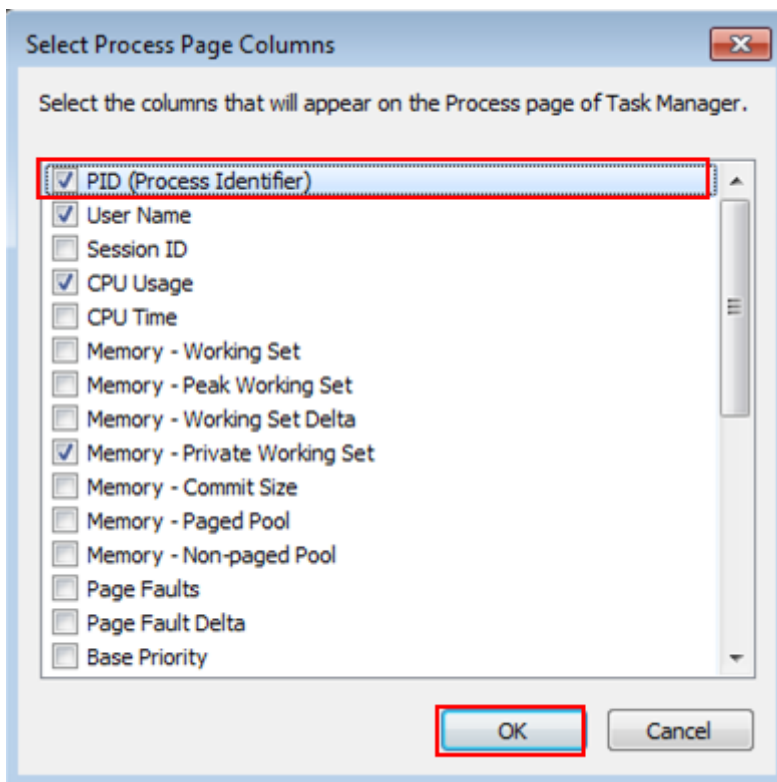 Select Process Page Columns
Select the columns that will appear on the Process page of Task Manager.
PID (Process Identifier)
User Name
Session ID
CPU Usage
CPU Time
Memory - Working Set
Memory - Peak Working Set
Memory - Working Set Delta
Memory - Private Working Set
Memory - Commit Size
Memory - Paged Pool
Memory - Non-paged Pool
Page Faults
Page Fault Delta
Base Priority
OK Cancel